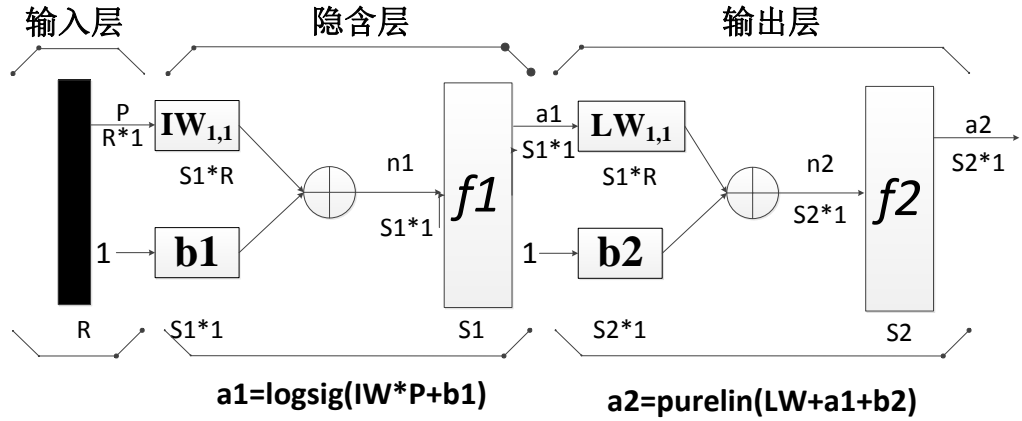 输入层
隐含层
输出层
P
R*1
IW1,1
S1*R
n1
S1*1
f1
a1
S1*1
LW1,1
S1*R
n2
S2*1
f2
a2
S2*1
1
b1
1
b2
R
S1*1
S1
S2*1
S2
a1=logsig(IW*P+b1)
a2=purelin(LW+a1+b2)